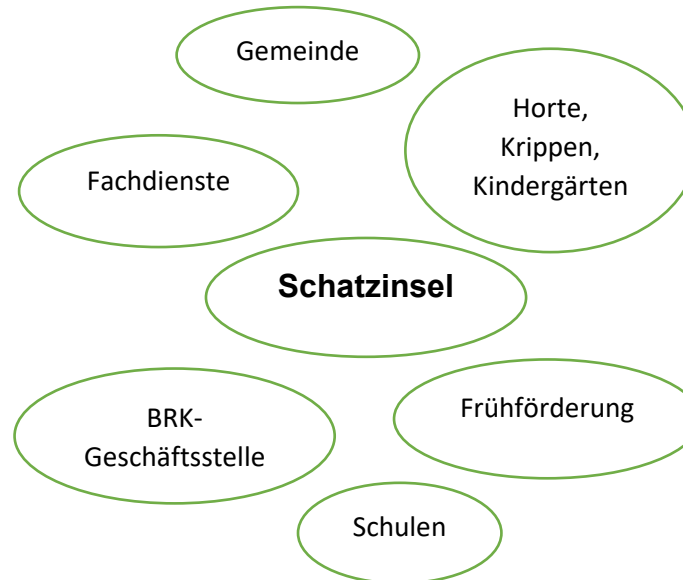 Gemeinde
Horte,
Krippen,
Kindergärten
Fachdienste
Schatzinsel
BRK-
Geschäftsstelle
Frühförderung
Schulen